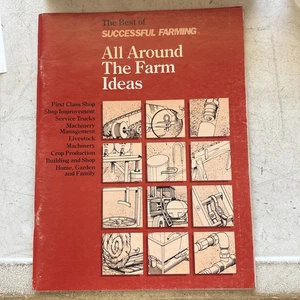 The Best of
SUCCESSFUL FARMING®
All Around
The Farm
Ideas
First Class Shop
Shop Improvement
Service Trucks
Machinery
Management
Livestock
Machinery
Crop Production
Building and Shop
Home, Garden
and Family